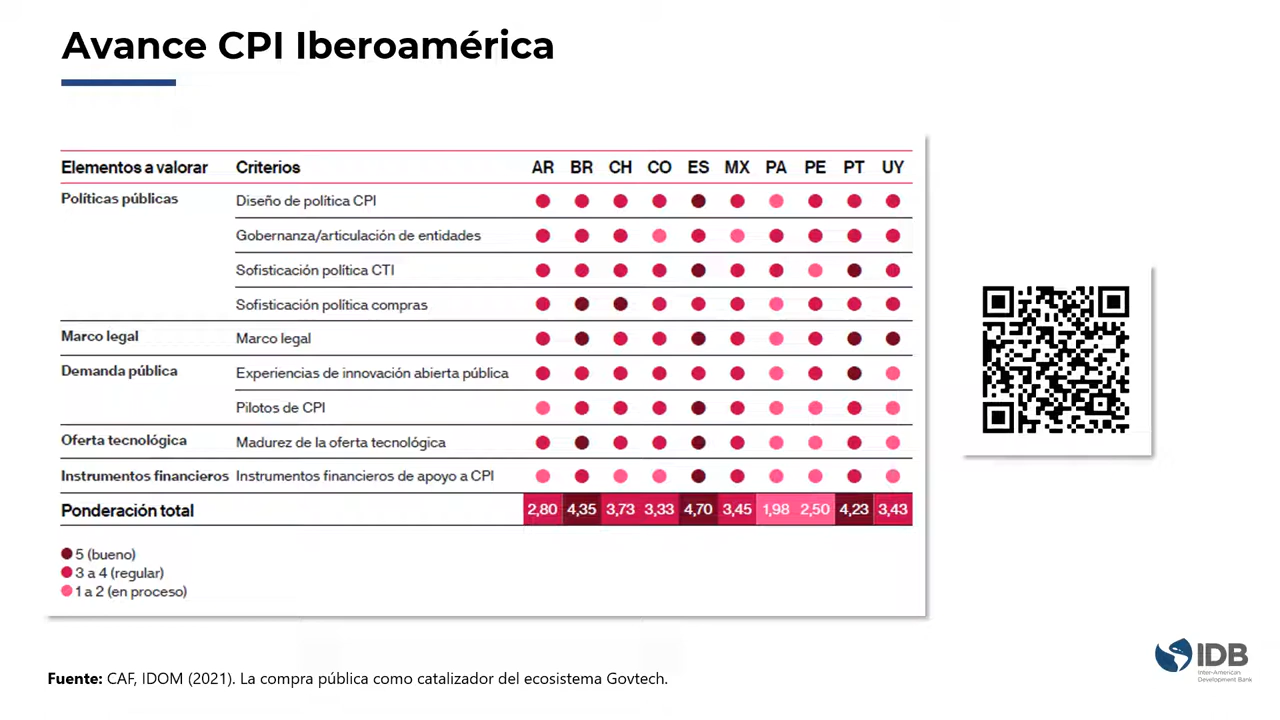 Avance CPI Iberoamérica
Elementos a valorar Criterios AR BR CH CO ES MX PA PE PT UY
Políticas públicas Diseño de política CPI
Gobernanza/articulación de entidades
Sofisticación política CTI
Sofisticación política compras
Marco legal Marco legal
Demanda pública Experiencias de innovación abierta pública
Pilotos de CPI
Oferta tecnológica Madurez de la oferta tecnológica
Instrumentos financieros Instrumentos financieros de apoyo a CPI
Ponderación total 2,80 4,35 3,73 3,33 4,70 3,45 1,98 2,50 4,23 3,43
5 (bueno)
3 a 4 (regular)
1 a 2 (en proceso)
Fuente: CAF, IDOM (2021). La compra pública como catalizador del ecosistema Govtech.
IDB
Inter-American
Development Bank